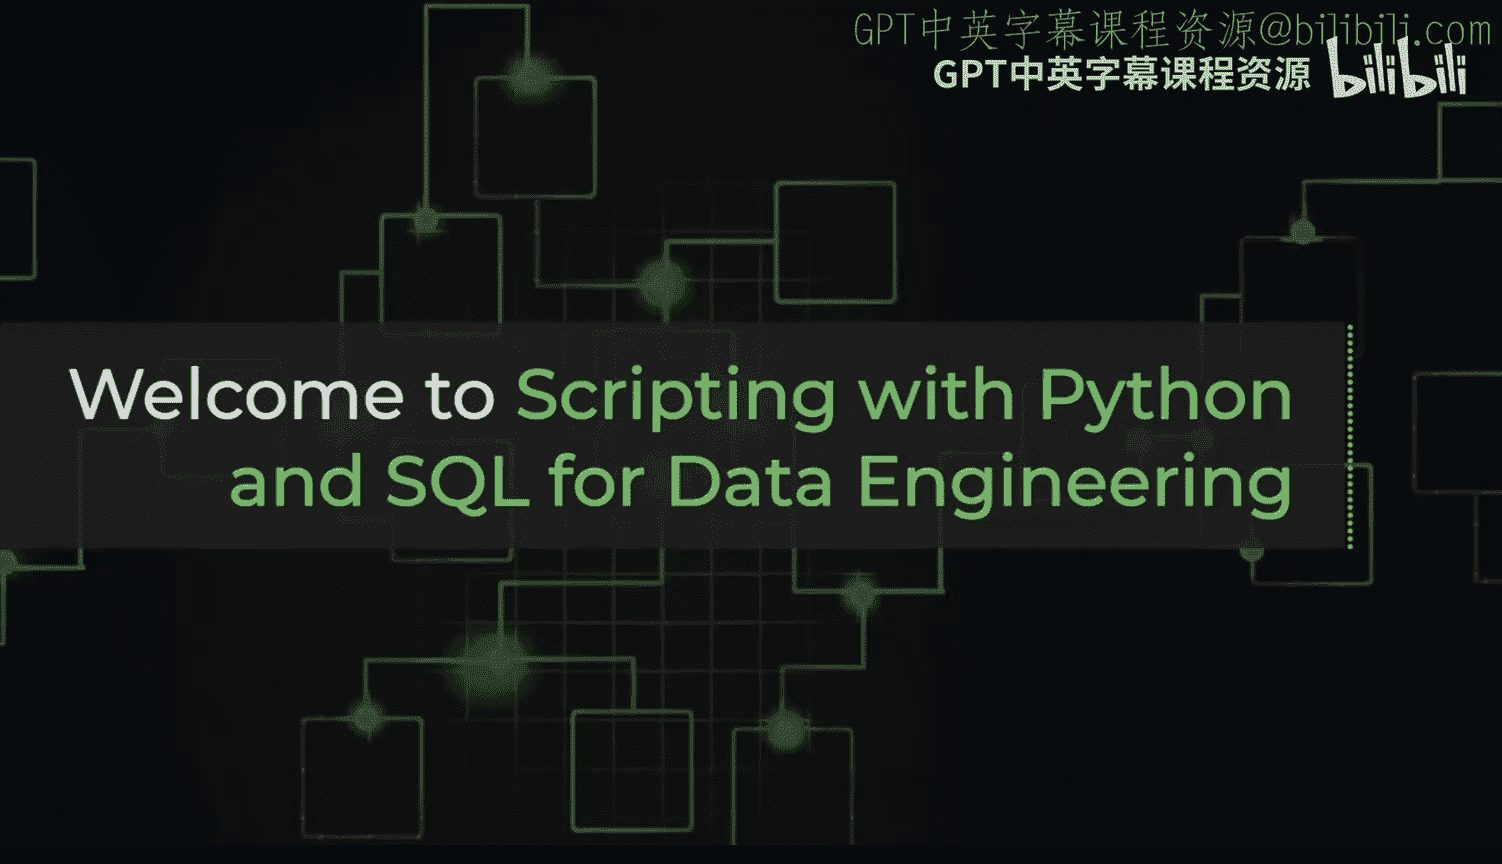 GPT中英字幕课程资源@bilibili.com
GPT中英字幕课程资源 bilibili
Welcome to Scripting with Python
and SQL for Data Engineering